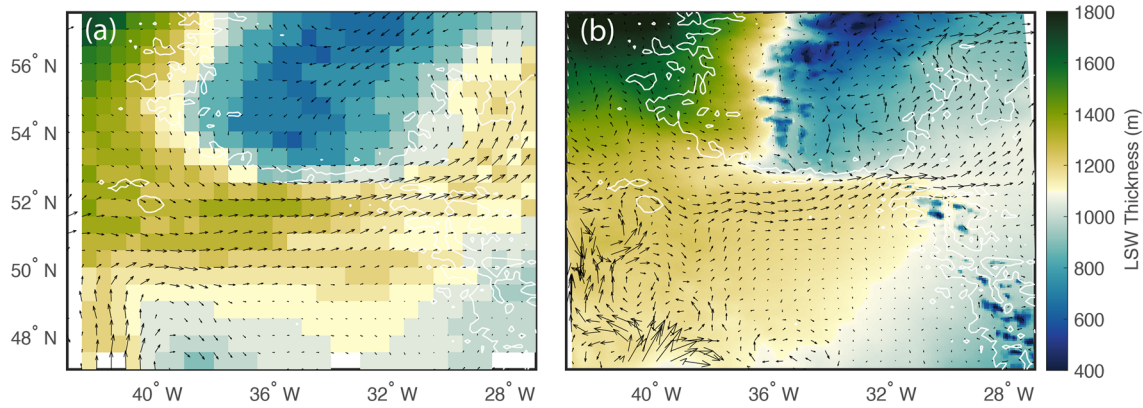 (a)
(b)
56° N
54° N
52° N
50° N
48° N
40° W
36° W
32° W
28° W
40° W
36° W
32° W
28° W
1800
1600
1400
1200
1000
800
600
400
LSW Thickness (m)